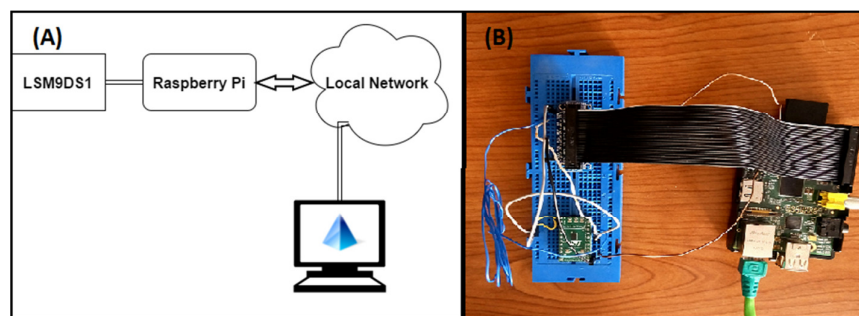 (A)
LSM9DS1
Raspberry Pi
Local Network
(B)